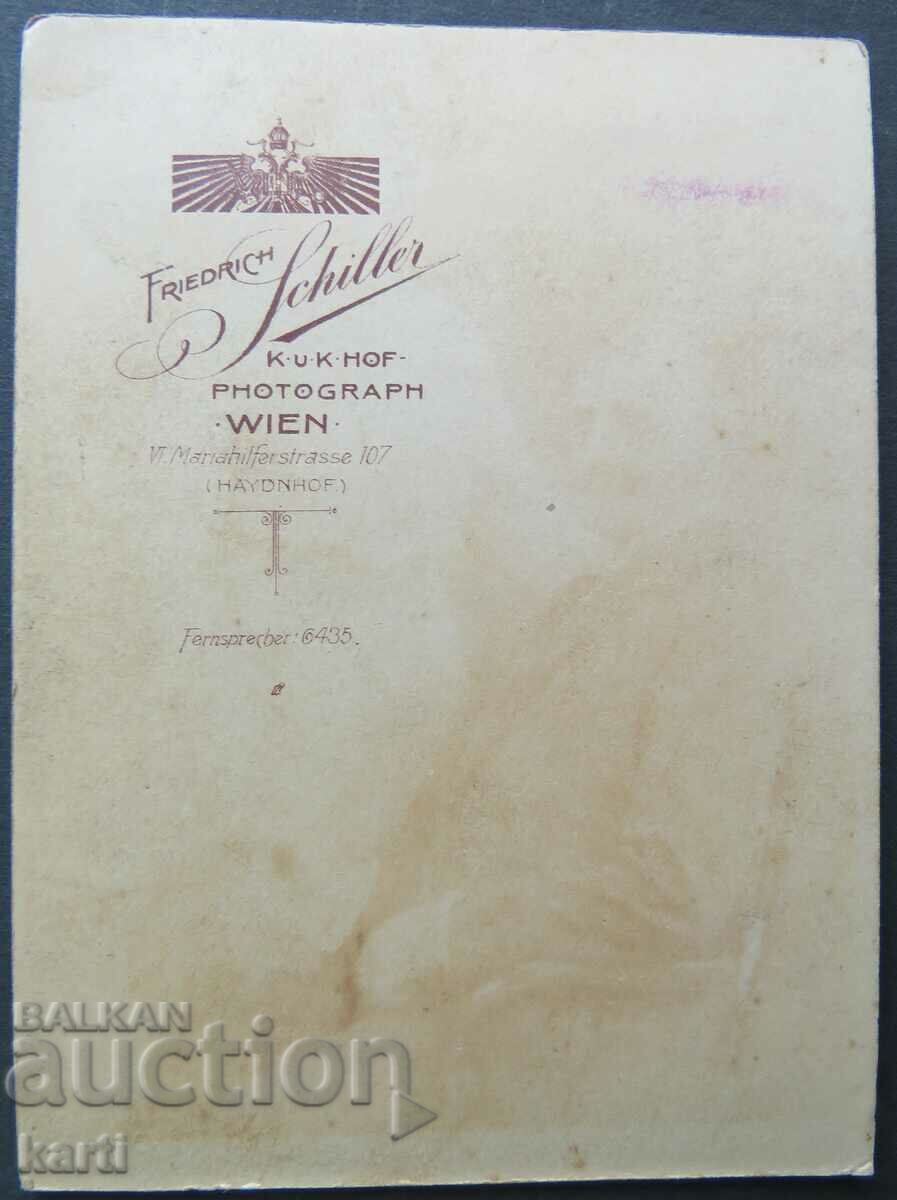 FRIEDRICH Schiller
K·U·K·HOF-
PHOTOGRAPH
·WIEN·
VI. Mariahilferstrasse 107
(HAYDNHOF.)
Fernsprecher: 6435.
BALKAN
auction
karti